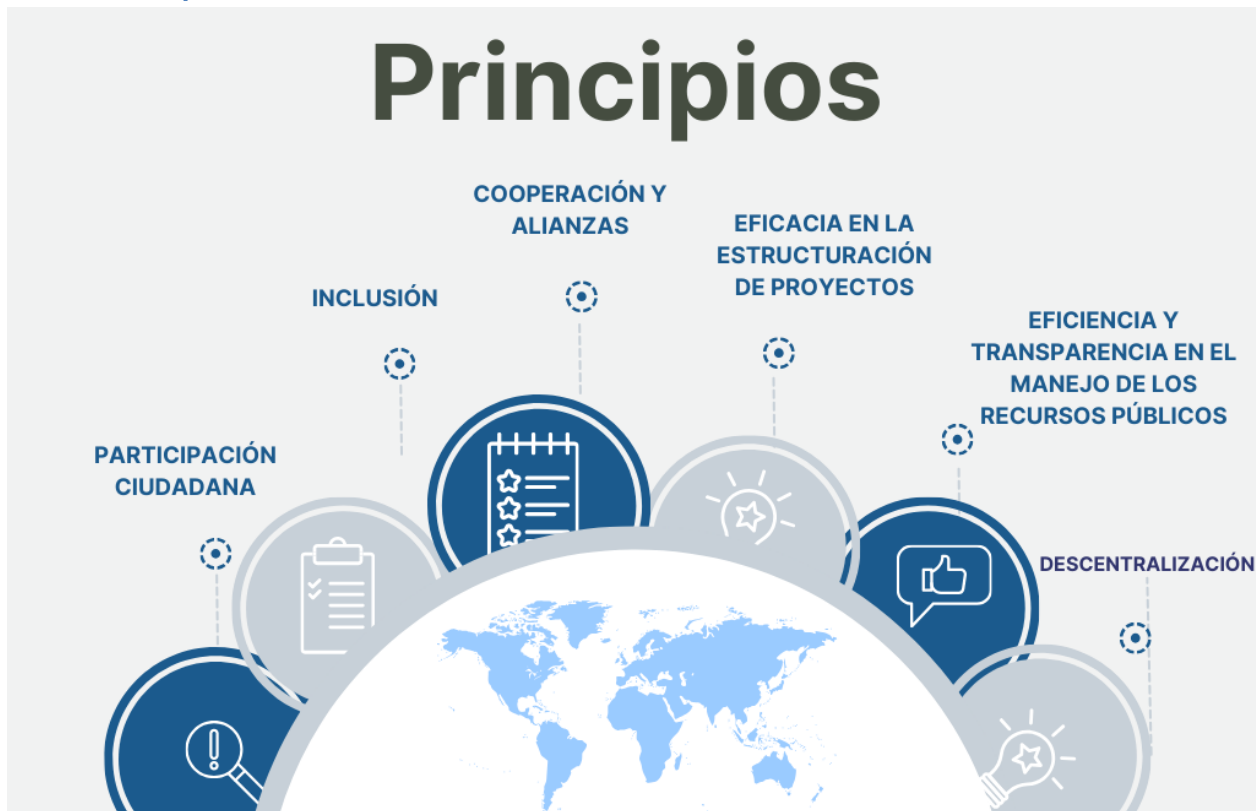 Principios
PARTICIPACIÓN
CIUDADANA
INCLUSIÓN
COOPERACIÓN Y
ALIANZAS
EFICACIA EN LA
ESTRUCTURACIÓN
DE PROYECTOS
EFICIENCIA Y
TRANSPARENCIA EN EL
MANEJO DE LOS
RECURSOS PÚBLICOS
DESCENTRALIZACIÓN